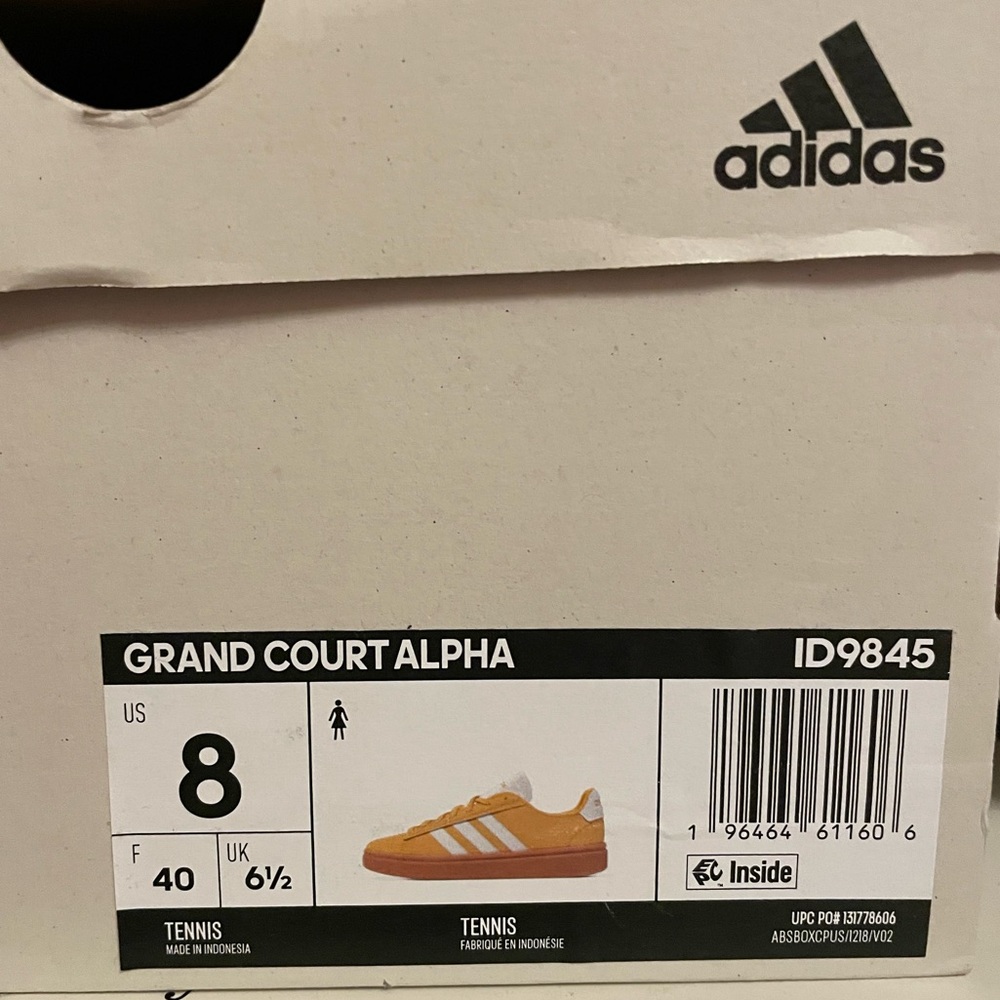 adidas
GRAND COURT ALPHA ID9845
US
8
F
40
UK
6½
1 96464 61160 6
EPC Inside
TENNIS
MADE IN INDONESIA
TENNIS
FABRIQUÉ EN INDONÉSIE
UPC PO# 131778606
ABSBOXCPUS/1218/V02